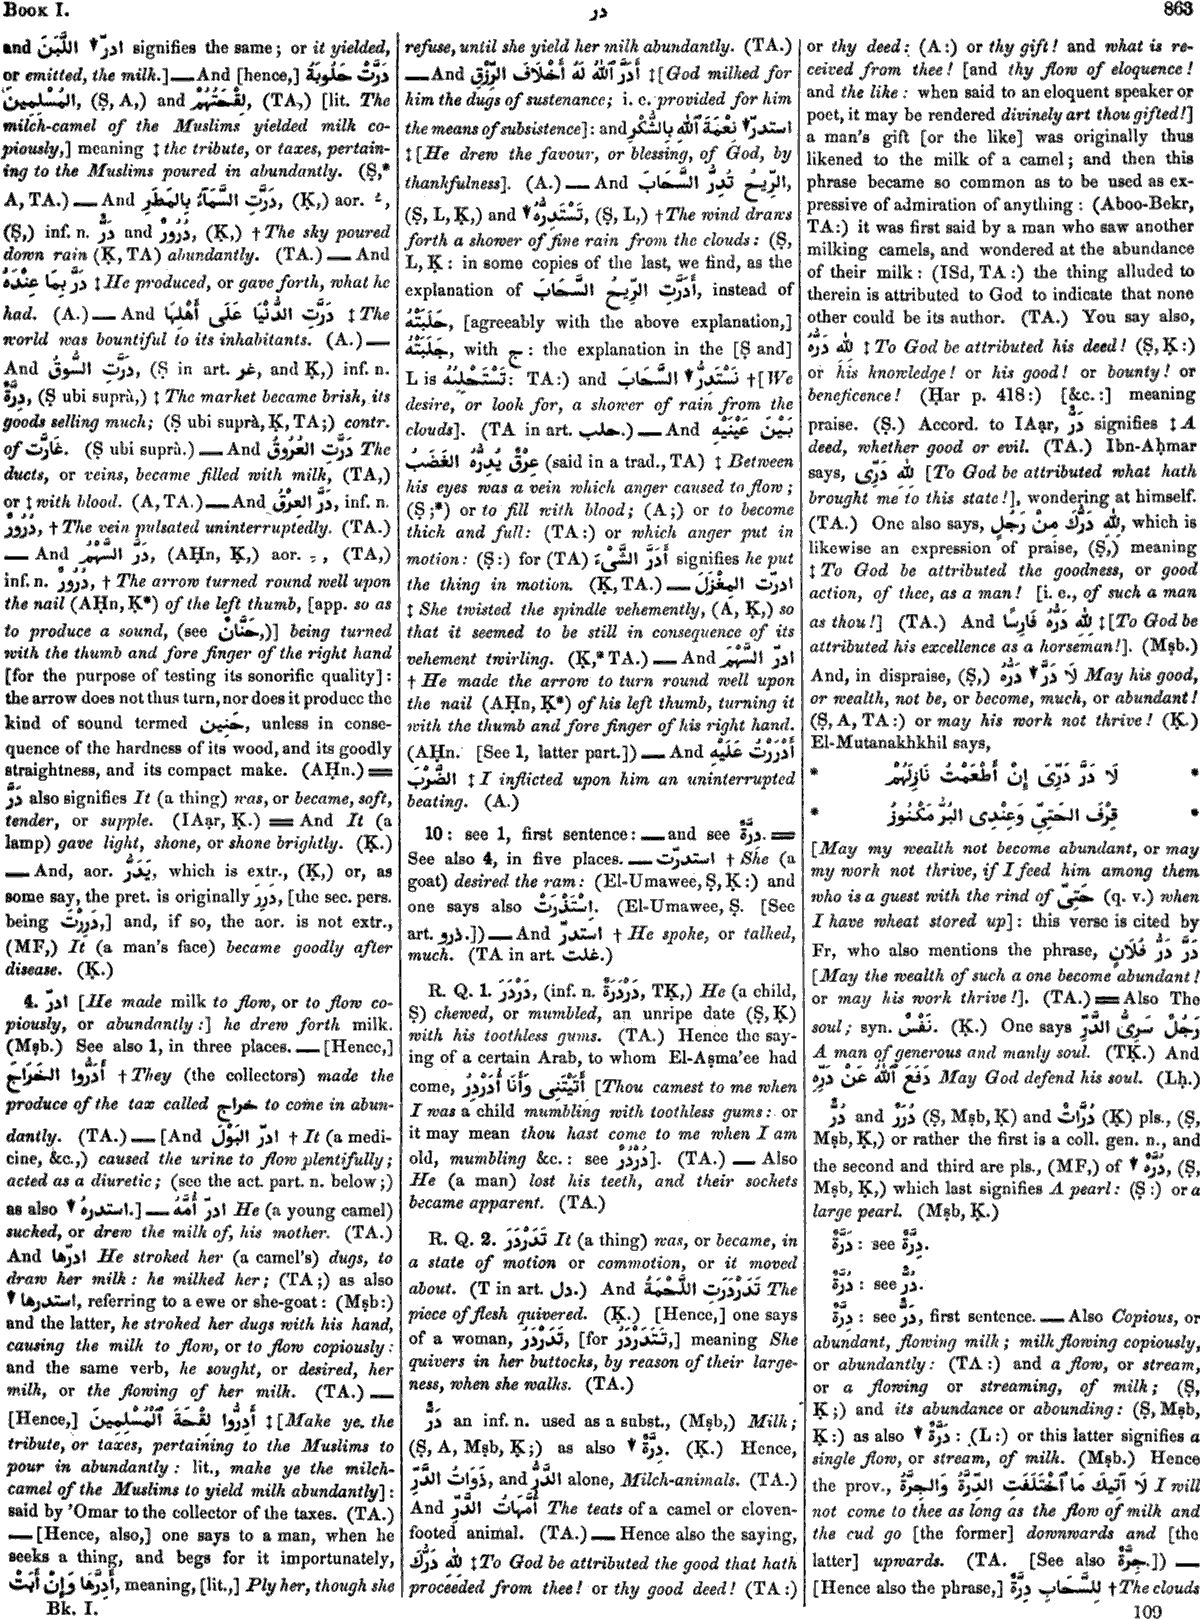 BOOK I.
در
863
and ادرّ اللَّبَنَ signifies the same; or it yielded,
or emitted, the milk.]—And [hence,] دَرَّتْ حَلُوبَةُ
المُسْلِمِينَ, (Ṣ, A,) and لِقْحَتُهُمْ, (TA,) [lit. The
milch-camel of the Muslims yielded milk co-
piously,] meaning ‡ the tribute, or taxes, pertain-
ing to the Muslims poured in abundantly. (Ṣ,*
A, TA.) — And دَرَّتِ السَّمَآءُ بِالمَطَرِ, (Ḳ,) aor.
(Ṣ,) inf. n. دَرٌّ and دُرُورٌ, (Ḳ,) † The sky poured
down rain (Ḳ, TA) abundantly. (TA.) — And
دَرَّ بِمَا عِنْدَهُ ‡ He produced, or gave forth, what he
had. (A.) — And دَرَّتِ الدُّنْيَا عَلَى أَهْلِهَا ‡ The
world was bountiful to its inhabitants. (A.) —
And دَرَّتِ السُّوقُ, (Ṣ in art. غر, and Ḳ,) inf. n.
دِرَّةٌ, (Ṣ ubi suprà,) ‡ The market became brisk, its
goods selling much; (Ṣ ubi suprà, Ḳ, TA;) contr.
of غَارَّتْ. (Ṣ ubi suprà.) — And دَرَّتِ العُرُوقُ The
ducts, or veins, became filled with milk, (TA,)
or ‡ with blood. (A, TA.) — And دَرَّ العِرْقُ, inf. n.
دُرُورٌ, † The vein pulsated uninterruptedly. (TA.)
— And دَرَّ السَّهْمُ, (AḤn, Ḳ,) aor. , (TA,)
inf. n. دُرُورٌ, † The arrow turned round well upon
the nail (AḤn, Ḳ*) of the left thumb, [app. so as
to produce a sound, (see حَنَّانٌ,)] being turned
with the thumb and fore finger of the right hand
[for the purpose of testing its sonorific quality]:
the arrow does not thus turn, nor does it produce the
kind of sound termed حَنِين, unless in conse-
quence of the hardness of its wood, and its goodly
straightness, and its compact make. (AḤn.) ==
دَرَّ also signifies It (a thing) was, or became, soft,
tender, or supple. (IAạr, Ḳ.) == And It (a
lamp) gave light, shone, or shone brightly. (Ḳ.)
— And, aor. يَدَرُّ, which is extr., (Ḳ,) or, as
some say, the pret. is originally دَرِرَ, [the sec. pers.
being دَرِرْتَ,] and, if so, the aor. is not extr.,
(MF,) It (a man's face) became goodly after
disease. (Ḳ.)
4. ادرّ [He made milk to flow, or to flow co-
piously, or abundantly:] he drew forth milk.
(Mṣb.) See also 1, in three places. — [Hence,]
أَدَرُّوا الخَرَاجَ † They (the collectors) made the
produce of the tax called خراج to come in abun-
dantly. (TA.) — [And ادرّ البَوْلَ † It (a medi-
cine, &c.,) caused the urine to flow plentifully;
acted as a diuretic; (see the act. part. n. below;)
as also استدرهُ.] — ادرّ أُمَّهُ He (a young camel)
sucked, or drew the milk of, his mother. (TA.)
And ادرّها He stroked her (a camel's) dugs, to
draw her milk: he milked her; (TA;) as also
استدرها, referring to a ewe or she-goat: (Mṣb:)
and the latter, he stroked her dugs with his hand,
causing the milk to flow, or to flow copiously:
and the same verb, he sought, or desired, her
milk, or the flowing of her milk. (TA.) —
[Hence,] أَدِرُّوا لِقْحَةَ المُسْلِمِينَ ‡ [Make ye the
tribute, or taxes, pertaining to the Muslims to
pour in abundantly: lit., make ye the milch-
camel of the Muslims to yield milk abundantly]:
said by 'Omar to the collector of the taxes. (TA.)
— [Hence, also,] one says to a man, when he
seeks a thing, and begs for it importunately,
أَدِرَّهَا وَإِنْ أَبَتْ, meaning, [lit.,] Ply her, though she
Bk. I.
refuse, until she yield her milk abundantly. (TA.)
—And أَدَرَّ اللّٰهُ لَهُ أَخْلَافَ الرِّزْقِ ‡ [God milked for
him the dugs of sustenance; i. e. provided for him
the means of subsistence]: and استدرّ نِعْمَةَ اللّٰهِ بِالشُّكْرِ
‡ [He drew the favour, or blessing, of God, by
thankfulness]. (A.) — And الرِّيحُ تُدِرُّ السَّحَابَ,
(Ṣ, L, Ḳ,) and تَسْتَدِرُّهُ, (Ṣ, L,) † The wind draws
forth a shower of fine rain from the clouds: (Ṣ,
L, Ḳ: in some copies of the last, we find, as the
explanation of أَدَرَّتِ الرِّيحُ السَّحَابَ, instead of
حَلَبَتْهُ, [agreeably with the above explanation,]
جَلَبَتْهُ, with ج: the explanation in the [Ṣ and]
L is تَسْتَحْلِبُهُ: TA:) and نَسْتَدِرُّ السَّحَابَ † [We
desire, or look for, a shower of rain from the
clouds]. (TA in art. حلب.) — And بَيْنَ عَيْنَيْهِ
عِرْقٌ يُدِرُّهُ الغَضَبُ (said in a trad., TA) ‡ Between
his eyes was a vein which anger caused to flow;
(Ṣ;*) or to fill with blood; (A;) or to become
thick and full: (TA:) or which anger put in
motion: (Ṣ:) for (TA) أَدَرَّ الشَّىْءَ signifies he put
the thing in motion. (Ḳ, TA.) — ادرّت المِغْزَلَ
‡ She twisted the spindle vehemently, (A, Ḳ,) so
that it seemed to be still in consequence of its
vehement twirling. (Ḳ,* TA.) — And ادرّ السَّهْمَ
† He made the arrow to turn round well upon
the nail (AḤn, Ḳ*) of his left thumb, turning it
with the thumb and fore finger of his right hand.
(AḤn. [See 1, latter part.]) — And أَدْرَرْتُ عَلَيْهِ
الضَّرْبَ ‡ I inflicted upon him an uninterrupted
beating. (A.)
10: see 1, first sentence: — and see دِرَّةٌ. ==
See also 4, in five places. — استدرّت † She (a
goat) desired the ram: (El-Umawee, Ṣ, Ḳ:) and
one says also اِسْتَذْرَتْ. (El-Umawee, Ṣ. [See
art. ذرو.]) — And استدرّ † He spoke, or talked,
much. (TA in art. غلت.)
R. Q. 1. دَرْدَرَ, (inf. n. دَرْدَرَةٌ, TḲ,) He (a child,
Ṣ) chewed, or mumbled, an unripe date (Ṣ, Ḳ)
with his toothless gums. (TA.) Hence the say-
ing of a certain Arab, to whom El-Aṣma'ee had
come, أَتَيْتَنِى وَأَنَا أُدَرْدِرُ [Thou camest to me when
I was a child mumbling with toothless gums: or
it may mean thou hast come to me when I am
old, mumbling &c.: see دُرْدُرٌ]. (TA.) — Also
He (a man) lost his teeth, and their sockets
became apparent. (TA.)
R. Q. 2. تَدَرْدَرَ It (a thing) was, or became, in
a state of motion or commotion, or it moved
about. (T in art. دل.) And تَدَرْدَرَتِ اللَّحْمَةُ The
piece of flesh quivered. (Ḳ.) [Hence,] one says
of a woman, تَدَرْدَرُ, [for تَتَدَرْدَرُ,] meaning She
quivers in her buttocks, by reason of their large-
ness, when she walks. (TA.)
دَرٌّ an inf. n. used as a subst., (Mṣb,) Milk;
(Ṣ, A, Mṣb, Ḳ;) as also دِرَّةٌ. (Ḳ.) Hence,
ذَوَاتُ الدَّرِّ, and الدَّرُّ alone, Milch-animals. (TA.)
And أُمَّهَاتُ الدَّرِّ The teats of a camel or cloven-
footed animal. (TA.) — Hence also the saying,
لِلّٰهِ دَرُّكَ ‡ To God be attributed the good that hath
proceeded from thee! or thy good deed! (TA:)
or thy deed: (A:) or thy gift! and what is re-
ceived from thee! [and thy flow of eloquence!
and the like: when said to an eloquent speaker or
poet, it may be rendered divinely art thou gifted!]
a man's gift [or the like] was originally thus
likened to the milk of a camel; and then this
phrase became so common as to be used as ex-
pressive of admiration of anything: (Aboo-Bekr,
TA:) it was first said by a man who saw another
milking camels, and wondered at the abundance
of their milk: (ISd, TA:) the thing alluded to
therein is attributed to God to indicate that none
other could be its author. (TA.) You say also,
لِلّٰهِ دَرُّهُ ‡ To God be attributed his deed! (Ṣ, Ḳ:)
or his knowledge! or his good! or bounty! or
beneficence! (Ḥar p. 418:) [&c.:] meaning
praise. (Ṣ.) Accord. to IAạr, دَرٌّ signifies ‡ A
deed, whether good or evil. (TA.) Ibn-Aḥmar
says, لِلّٰهِ دَرِّى [To God be attributed what hath
brought me to this state!], wondering at himself.
(TA.) One also says, لِلّٰهِ دَرُّكَ مِنْ رَجُلٍ, which is
likewise an expression of praise, (Ṣ,) meaning
‡ To God be attributed the goodness, or good
action, of thee, as a man! [i. e., of such a man
as thou!] (TA.) And لِلّٰهِ دَرُّهُ فَارِسًا ‡ [To God be
attributed his excellence as a horseman!]. (Mṣb.)
And, in dispraise, (Ṣ,) لَا دَرَّ دَرُّهُ May his good,
or wealth, not be, or become, much, or abundant!
(Ṣ, A, TA:) or may his work not thrive! (Ḳ.)
El-Mutanakhkhil says,
* لَا دَرَّ دَرِّىَ إِنْ أَطْعَمْتُ نَازِلَهُمْ *
* قِرْفَ الحَتِىِّ وَعِنْدِى البُرُّ مَكْنُوزُ *
[May my wealth not become abundant, or may
my work not thrive, if I feed him among them
who is a guest with the rind of حَتِىّ (q. v.) when
I have wheat stored up]: this verse is cited by
Fr, who also mentions the phrase, دَرَّ دَرُّ فُلَانٍ
[May the wealth of such a one become abundant!
or may his work thrive!]. (TA.) == Also The
soul; syn. نَفْسٌ. (Ḳ.) One says رَجُلٌ سَرِىُّ الدَّرِّ
A man of generous and manly soul. (TḲ.) And
دَفَعَ اللّٰهُ عَنْ دَرِّهِ May God defend his soul. (Lḥ.)
دُرٌّ and دُرَرٌ (Ṣ, Mṣb, Ḳ) and دُرَّاتٌ (Ḳ) pls., (Ṣ,
Mṣb, Ḳ,) or rather the first is a coll. gen. n., and
the second and third are pls., (MF,) of دُرَّةٌ, (Ṣ,
Mṣb, Ḳ,) which last signifies A pearl: (Ṣ:) or a
large pearl. (Mṣb, Ḳ.)
دَرَّةٌ: see دِرَّةٌ.
دُرَّةٌ: see دُرٌّ.
دِرَّةٌ: see دَرٌّ, first sentence. — Also Copious, or
abundant, flowing milk; milk flowing copiously,
or abundantly: (TA:) and a flow, or stream,
or a flowing or streaming, of milk; (Ṣ,
Ḳ;) and its abundance or abounding: (Ṣ, Mṣb,
Ḳ:) as also دَرَّةٌ: (L:) or this latter signifies a
single flow, or stream, of milk. (Mṣb.) Hence
the prov., لَا آتِيكَ مَا ٱخْتَلَفَتِ الدِّرَّةُ وَالجِرَّةُ I will
not come to thee as long as the flow of milk and
the cud go [the former] downwards and [the
latter] upwards. (TA. [See also جِرَّةٌ.]) —
[Hence also the phrase,] لِلسَّحَابِ دِرَّةٌ † The clouds
109